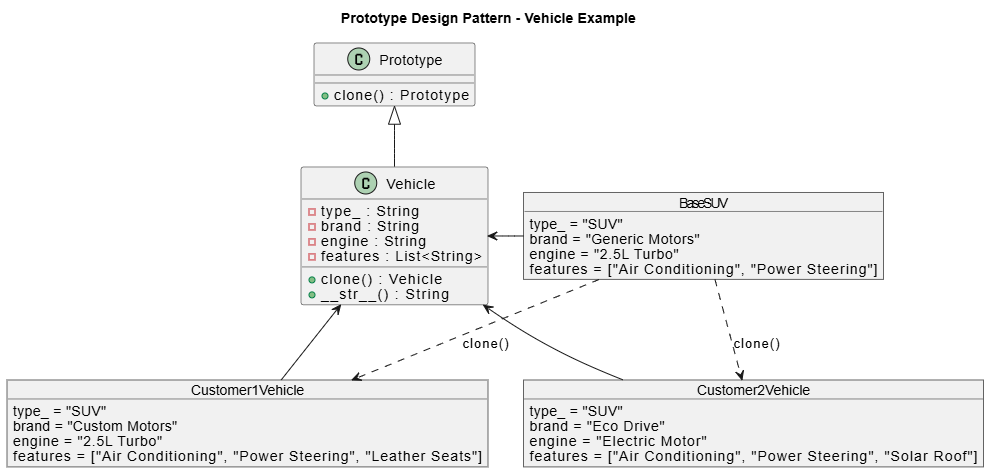 Prototype Design Pattern - Vehicle Example
C Prototype
clone() : Prototype
C Vehicle
type_ : String
brand : String
engine : String
features : List<String>
clone() : Vehicle
__str__() : String
BaseSUV
type_ = "SUV"
brand = "Generic Motors"
engine = "2.5L Turbo"
features = ["Air Conditioning", "Power Steering"]
clone()
clone()
Customer1Vehicle
type_ = "SUV"
brand = "Custom Motors"
engine = "2.5L Turbo"
features = ["Air Conditioning", "Power Steering", "Leather Seats"]
Customer2Vehicle
type_ = "SUV"
brand = "Eco Drive"
engine = "Electric Motor"
features = ["Air Conditioning", "Power Steering", "Solar Roof"]